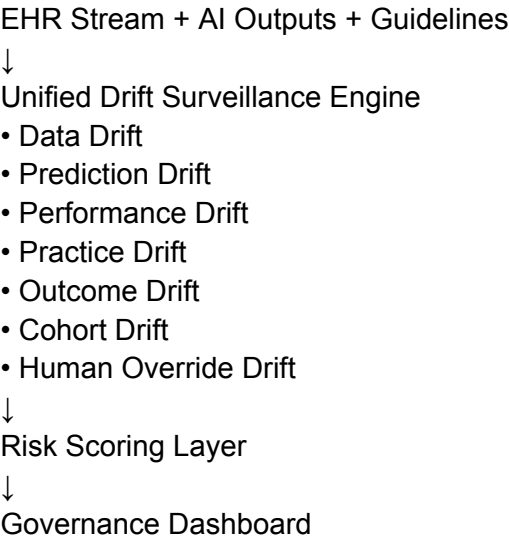 EHR Stream + AI Outputs + Guidelines
↓
Unified Drift Surveillance Engine
• Data Drift
• Prediction Drift
• Performance Drift
• Practice Drift
• Outcome Drift
• Cohort Drift
• Human Override Drift
↓
Risk Scoring Layer
↓
Governance Dashboard